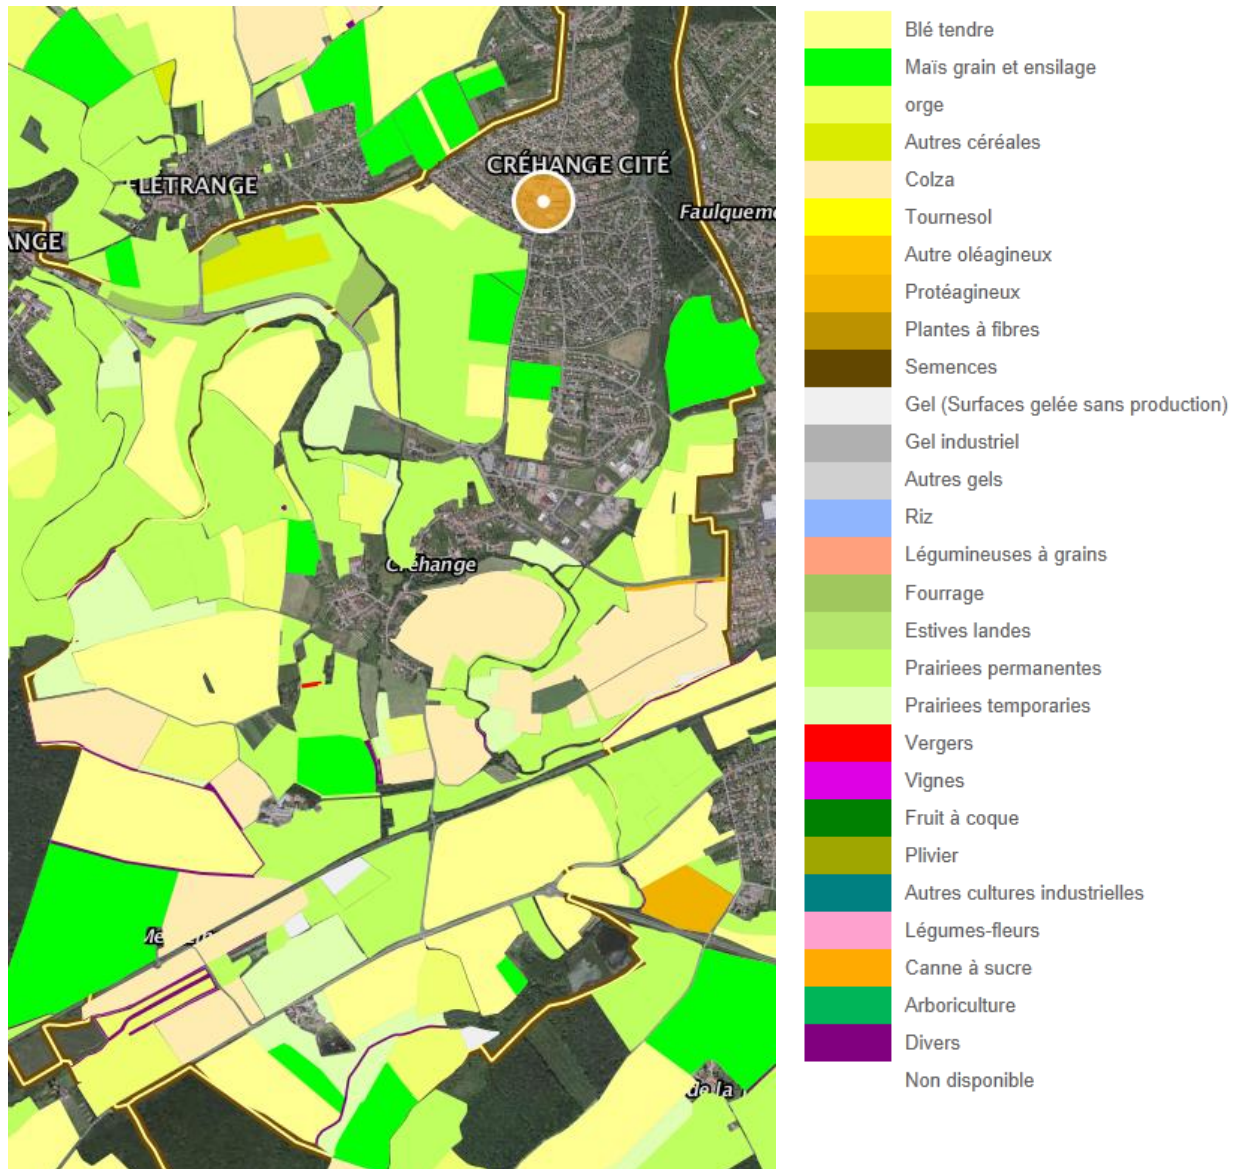 CRÉHANGE CITÉ
ELÉTRANGE
Faulquem
ANGE
Créhange
de la
Blé tendre
Maïs grain et ensilage
orge
Autres céréales
Colza
Tournesol
Autre oléagineux
Protéagineux
Plantes à fibres
Semences
Gel (Surfaces gelée sans production)
Gel industriel
Autres gels
Riz
Légumineuses à grains
Fourrage
Estives landes
Prairiees permanentes
Prairiees temporaries
Vergers
Vignes
Fruit à coque
Plivier
Autres cultures industrielles
Légumes-fleurs
Canne à sucre
Arboriculture
Divers
Non disponible